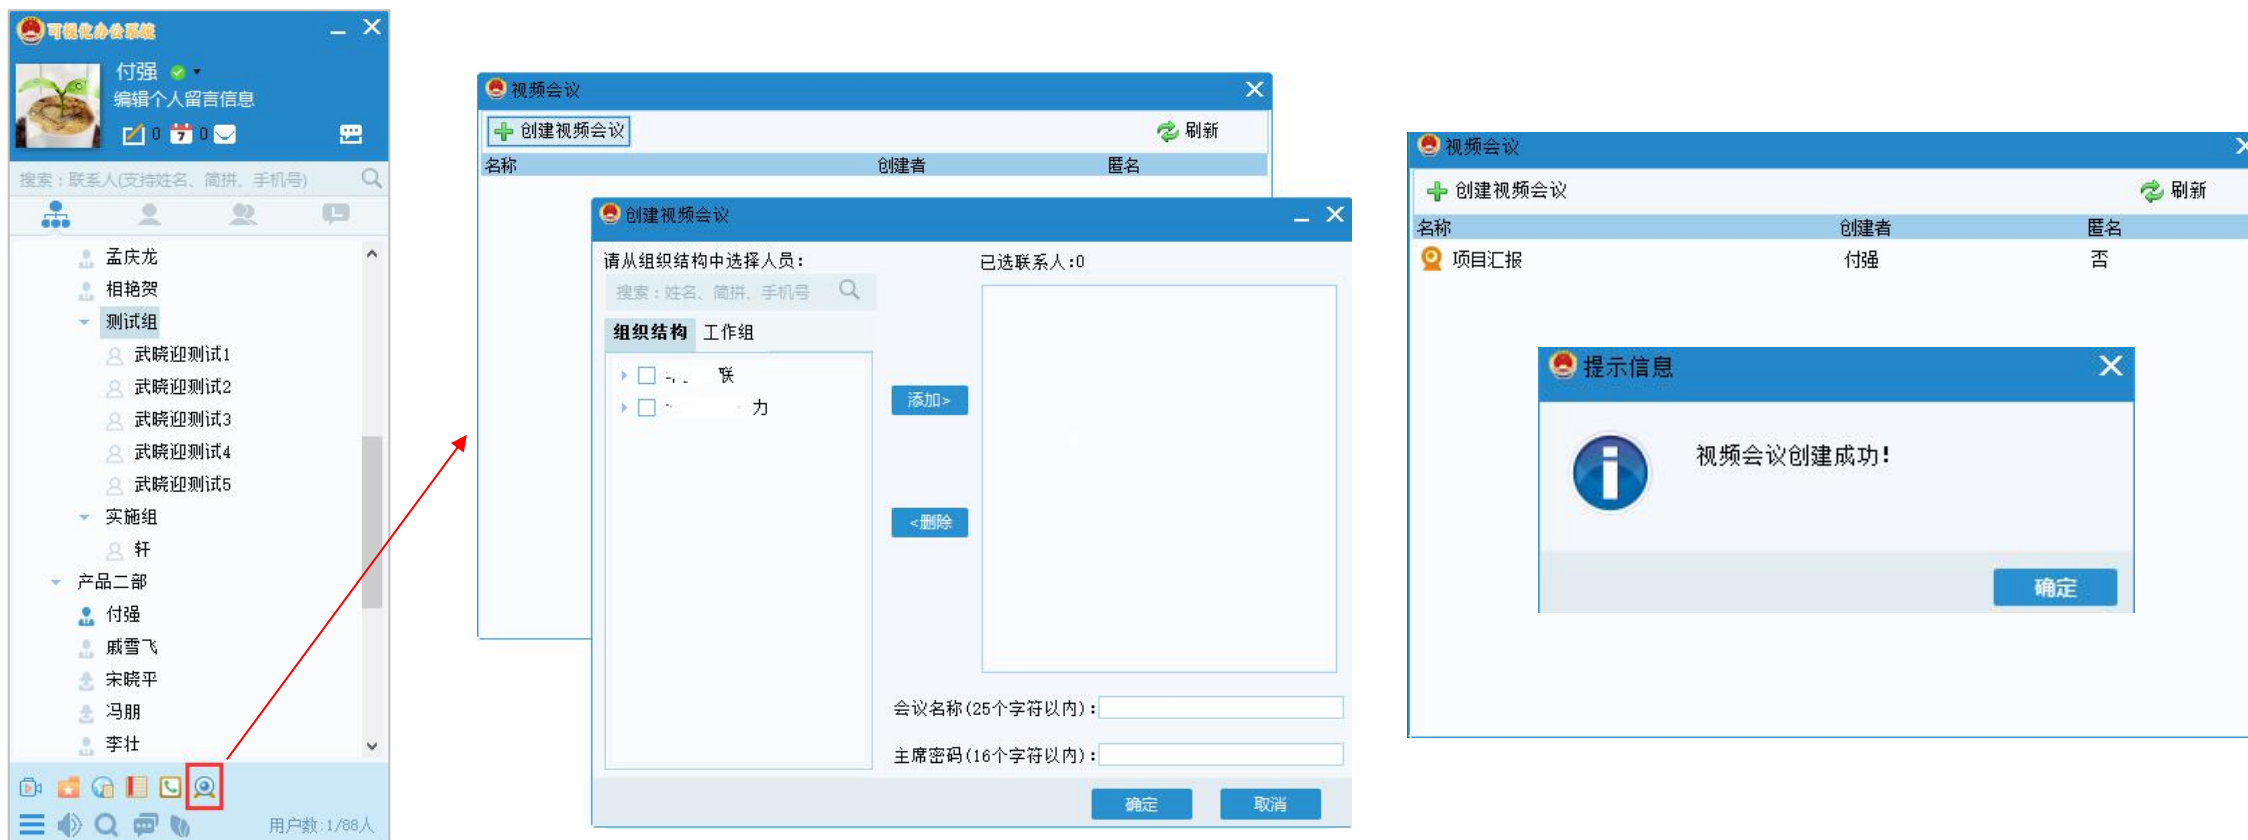 可视化办公系统
付强
编辑个人留言信息
0 7 0
搜索：联系人(支持姓名、简拼、手机号)
孟庆龙
相艳贺
测试组
武晓迎测试1
武晓迎测试2
武晓迎测试3
武晓迎测试4
武晓迎测试5
实施组
轩
产品二部
付强
戚雪飞
宋晓平
冯朋
李壮
用户数:1/88人
视频会议
创建视频会议 刷新
名称 创建者 匿名
创建视频会议
请从组织结构中选择人员: 已选联系人:0
搜索：姓名、简拼、手机号
组织结构 工作组
联
力
添加>
<删除
会议名称(25个字符以内):
主席密码(16个字符以内):
确定 取消
视频会议
创建视频会议 刷新
名称 创建者 匿名
项目汇报 付强 否
提示信息
视频会议创建成功!
确定